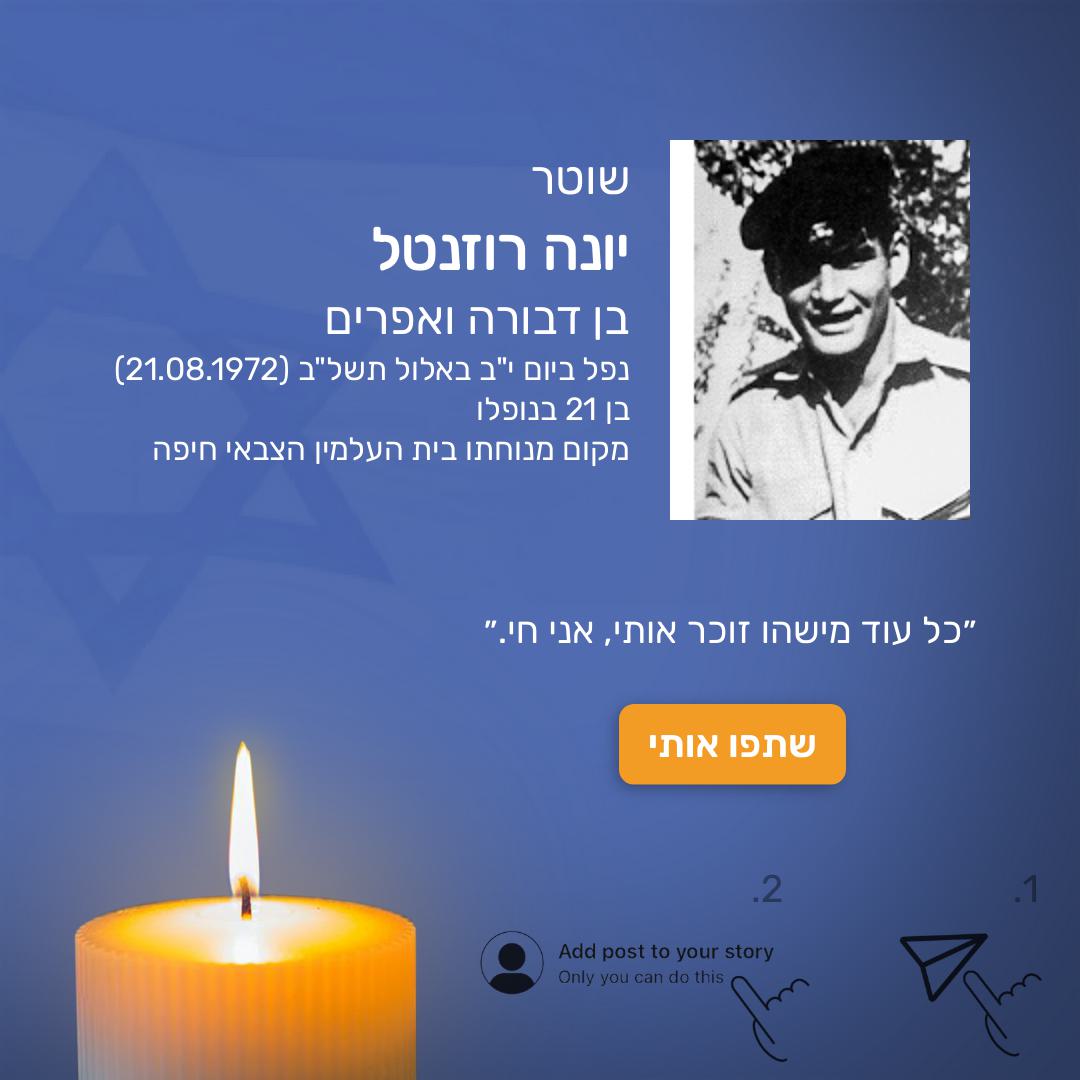 שוטר
יונה רוזנטל
בן דבורה ואפרים
נפל ביום י"ב באלול תשל"ב (21.08.1972)
בן 21 בנופלו
מקום מנוחתו בית העלמין הצבאי חיפה
״כל עוד מישהו זוכר אותי, אני חי.״
שתפו אותי
1.
2.
Add post to your story
Only you can do this